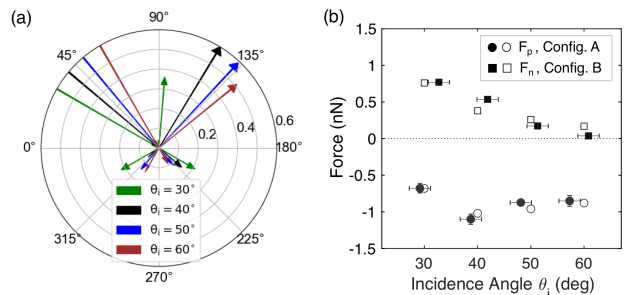 (a)
90°
45°
135°
0.6
0.4
0.2
0°
180°
θi = 30°
θi = 40°
θi = 50°
θi = 60°
315°
225°
270°
(b)
1.5
1
0.5
0
-0.5
-1
-1.5
Force (nN)
Fp , Config. A
Fn , Config. B
30
40
50
60
Incidence Angle θi (deg)